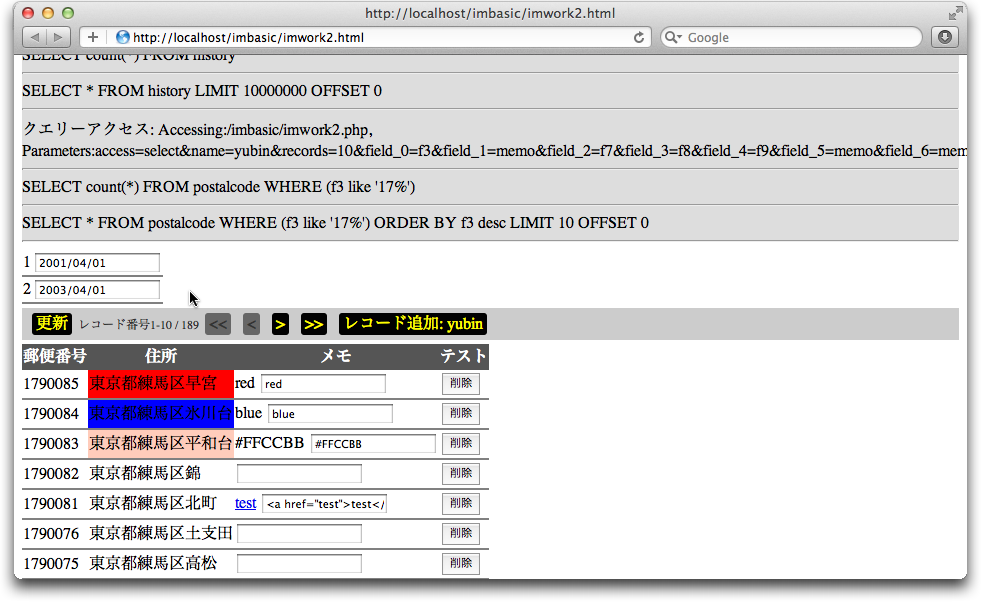 http://localhost/imbasic/imwork2.html
http://localhost/imbasic/imwork2.html
Google
SELECT count(*) FROM history
SELECT * FROM history LIMIT 10000000 OFFSET 0
クエリーアクセス: Accessing:/imbasic/imwork2.php,
Parameters:access=select&name=yubin&records=10&field_0=f3&field_1=memo&field_2=f7&field_3=f8&field_4=f9&field_5=memo&field_6=mem
SELECT count(*) FROM postalcode WHERE (f3 like '17%')
SELECT * FROM postalcode WHERE (f3 like '17%') ORDER BY f3 desc LIMIT 10 OFFSET 0
1 2001/04/01
2 2003/04/01
更新 レコード番号1-10 / 189 << < > >> レコード追加: yubin
郵便番号 住所 メモ テスト
1790085 東京都練馬区早宮 red red 削除
1790084 東京都練馬区氷川台 blue blue 削除
1790083 東京都練馬区平和台 #FFCCBB #FFCCBB 削除
1790082 東京都練馬区錦 削除
1790081 東京都練馬区北町 test <a href="test">test</ 削除
1790076 東京都練馬区土支田 削除
1790075 東京都練馬区高松 削除